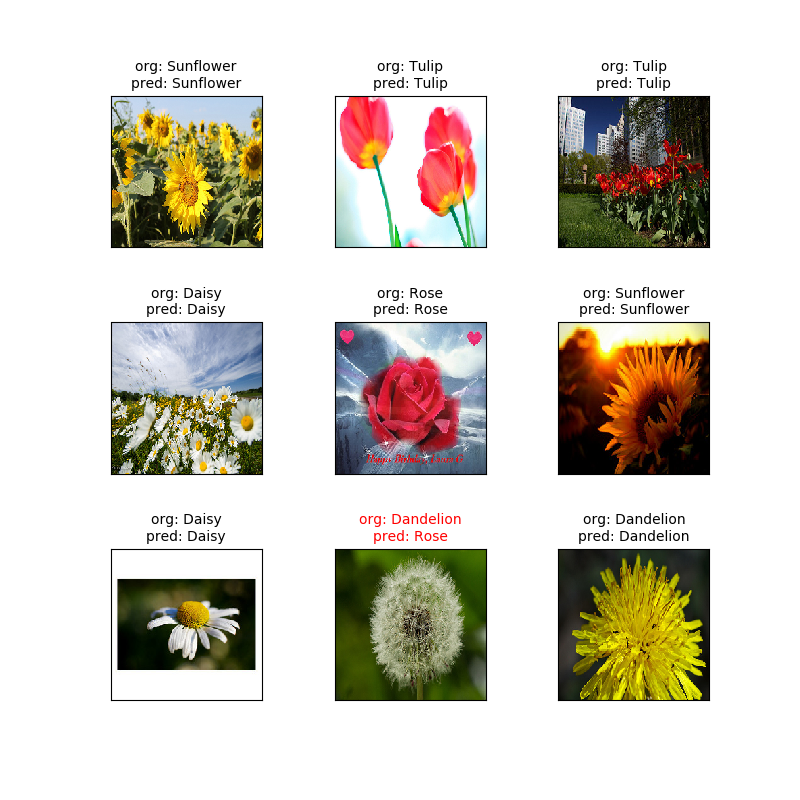 org: Sunflower
pred: Sunflower
org: Tulip
pred: Tulip
org: Tulip
pred: Tulip
org: Daisy
pred: Daisy
org: Rose
pred: Rose
org: Sunflower
pred: Sunflower
org: Daisy
pred: Daisy
org: Dandelion
pred: Rose
org: Dandelion
pred: Dandelion